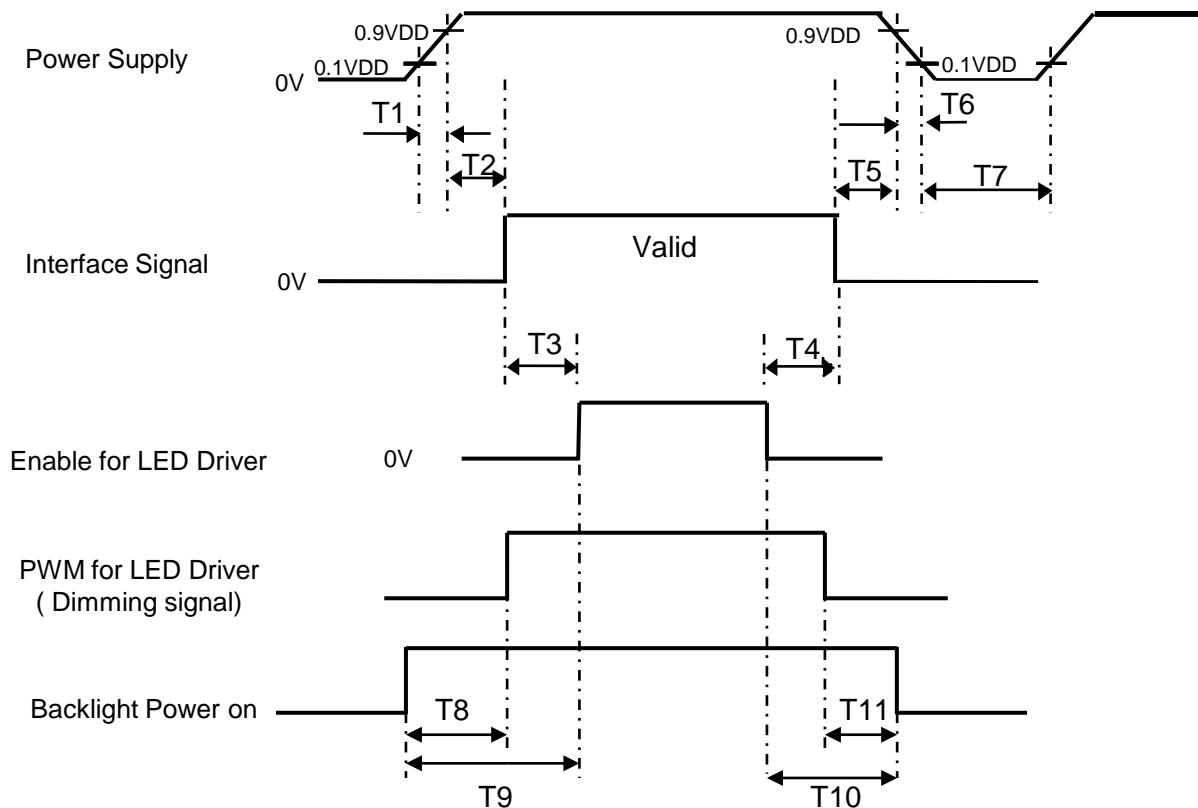 0.9VDD
0.9VDD
Power Supply
0.1VDD
0.1VDD
0V
T1
T6
T2
T5
T7
Valid
Interface Signal
0V
T3
T4
Enable for LED Driver
0V
PWM for LED Driver
( Dimming signal)
Backlight Power on
T8
T11
T9
T10